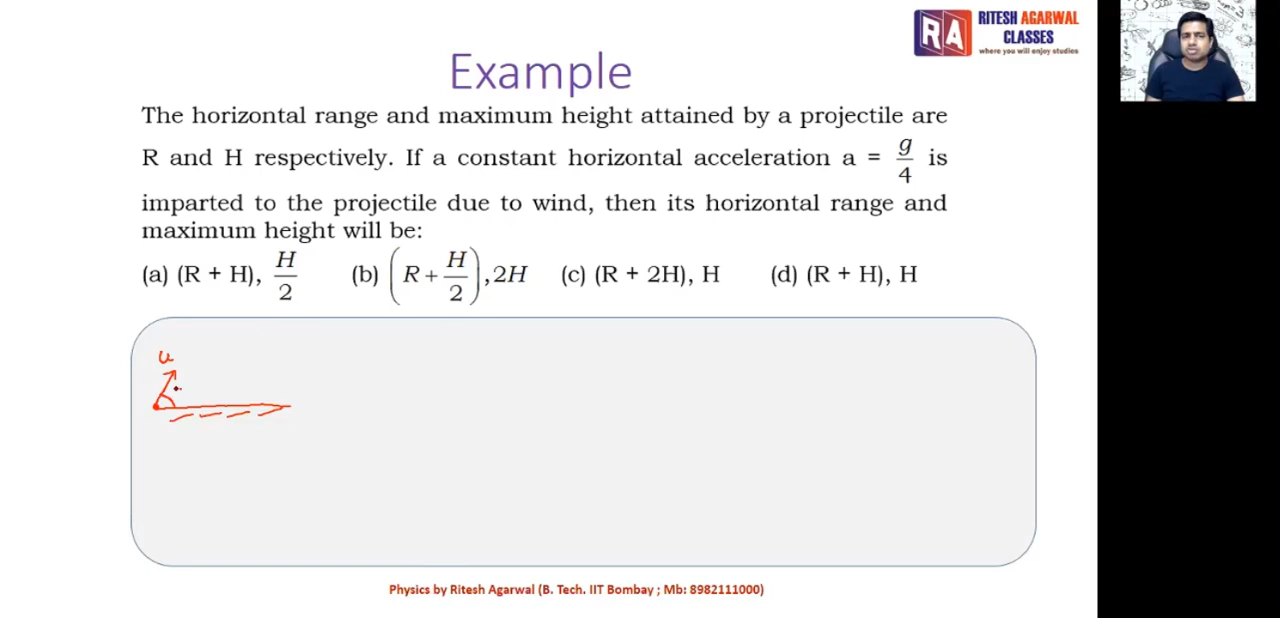 RITESH AGARWAL
CLASSES
where you will enjoy studies
RA
Example
The horizontal range and maximum height attained by a projectile are
R and H respectively. If a constant horizontal acceleration a = g/4 is
imparted to the projectile due to wind, then its horizontal range and
maximum height will be:
(a) (R + H), H/2 (b) (R + H/2), 2H (c) (R + 2H), H (d) (R + H), H
u
Physics by Ritesh Agarwal (B. Tech. IIT Bombay ; Mb: 8982111000)